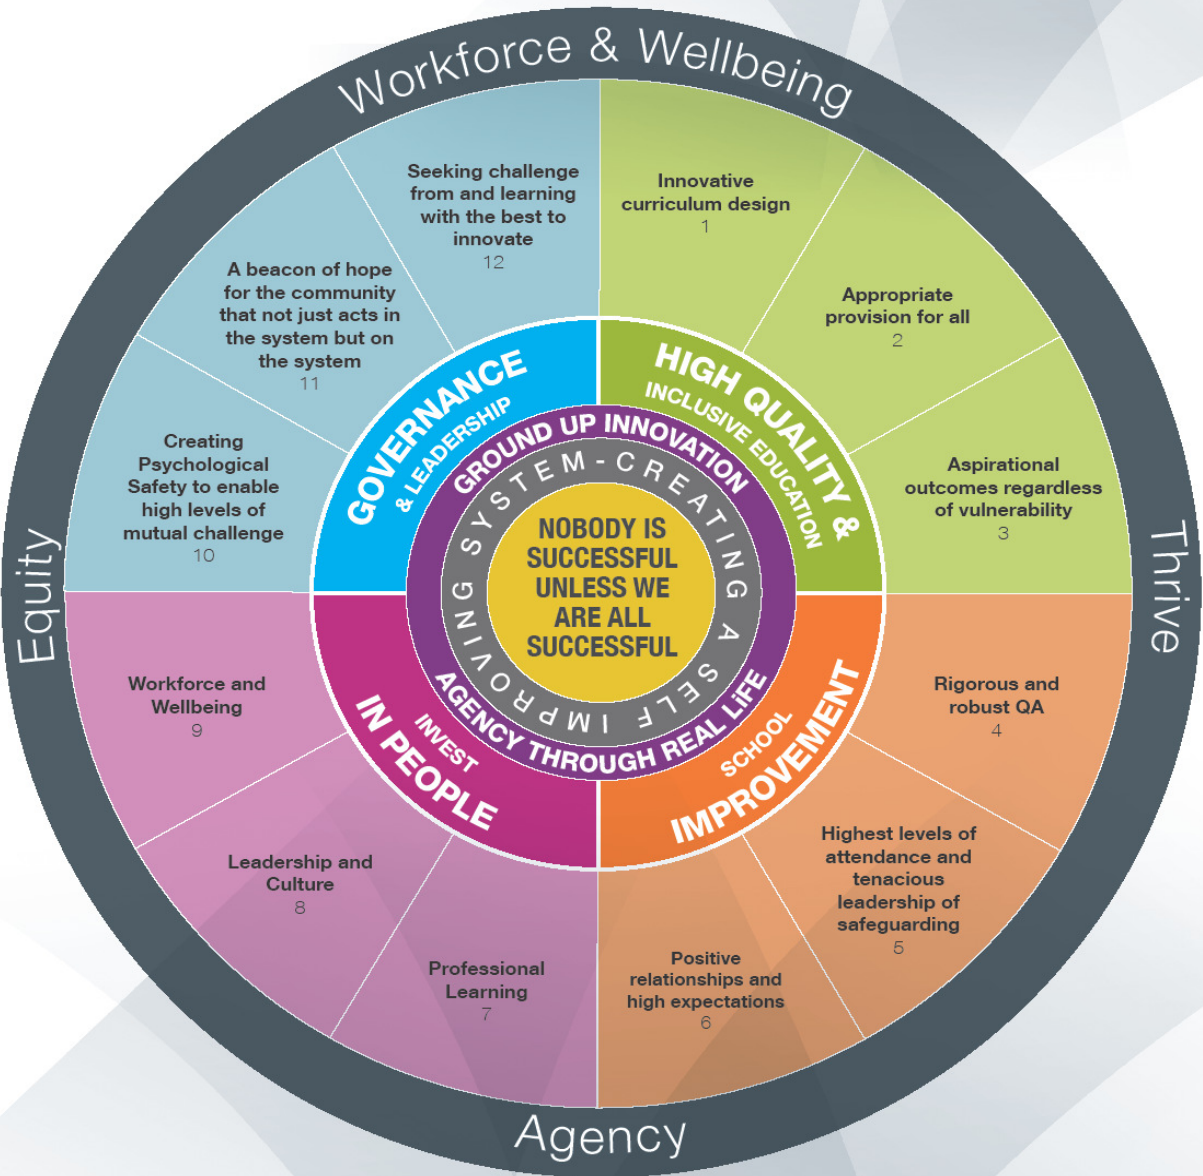 Workforce & Wellbeing
Thrive
Agency
Equity
Innovative
curriculum design
1
Appropriate
provision for all
2
Aspirational
outcomes regardless
of vulnerability
3
Rigorous and
robust QA
4
Highest levels of
attendance and
tenacious
leadership of
safeguarding
5
Positive
relationships and
high expectations
6
Professional
Learning
7
Leadership and
Culture
8
Workforce and
Wellbeing
9
Creating
Psychological
Safety to enable
high levels of
mutual challenge
10
A beacon of hope
for the community
that not just acts in
the system but on
the system
11
Seeking challenge
from and learning
with the best to
innovate
12
HIGH QUALITY &
INCLUSIVE EDUCATION
SCHOOL
IMPROVEMENT
INVEST
IN PEOPLE
GOVERNANCE
& LEADERSHIP
GROUND UP INNOVATION
AGENCY THROUGH REAL LiFE
CREATING A SELF IMPROVING SYSTEM-
NOBODY IS
SUCCESSFUL
UNLESS WE
ARE ALL
SUCCESSFUL